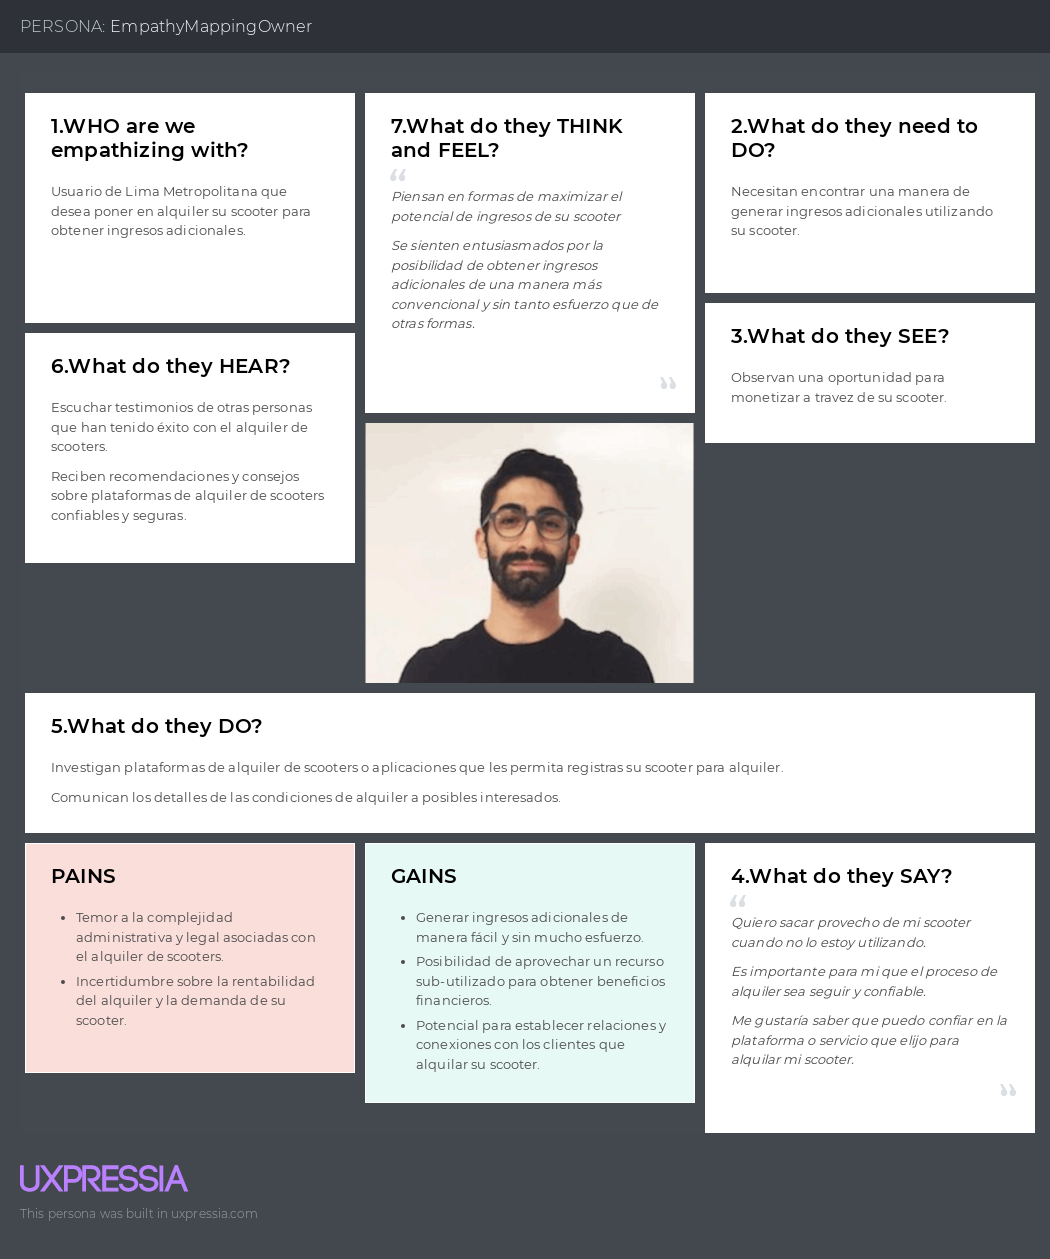 PERSONA: EmpathyMappingOwner
1.WHO are we
empathizing with?
Usuario de Lima Metropolitana que
desea poner en alquiler su scooter para
obtener ingresos adicionales.
7.What do they THINK
and FEEL?
“
Piensan en formas de maximizar el
potencial de ingresos de su scooter
Se sienten entusiasmados por la
posibilidad de obtener ingresos
adicionales de una manera más
convencional y sin tanto esfuerzo que de
otras formas.
”
2.What do they need to
DO?
Necesitan encontrar una manera de
generar ingresos adicionales utilizando
su scooter.
6.What do they HEAR?
Escuchar testimonios de otras personas
que han tenido éxito con el alquiler de
scooters.
Reciben recomendaciones y consejos
sobre plataformas de alquiler de scooters
confiables y seguras.
3.What do they SEE?
Observan una oportunidad para
monetizar a travez de su scooter.
5.What do they DO?
Investigan plataformas de alquiler de scooters o aplicaciones que les permita registras su scooter para alquiler.
Comunican los detalles de las condiciones de alquiler a posibles interesados.
PAINS
• Temor a la complejidad
administrativa y legal asociadas con
el alquiler de scooters.
• Incertidumbre sobre la rentabilidad
del alquiler y la demanda de su
scooter.
GAINS
• Generar ingresos adicionales de
manera fácil y sin mucho esfuerzo.
• Posibilidad de aprovechar un recurso
sub-utilizado para obtener beneficios
financieros.
• Potencial para establecer relaciones y
conexiones con los clientes que
alquilar su scooter.
4.What do they SAY?
“
Quiero sacar provecho de mi scooter
cuando no lo estoy utilizando.
Es importante para mi que el proceso de
alquiler sea seguir y confiable.
Me gustaría saber que puedo confiar en la
plataforma o servicio que elijo para
alquilar mi scooter.
”
UXPRESSIA
This persona was built in uxpressia.com